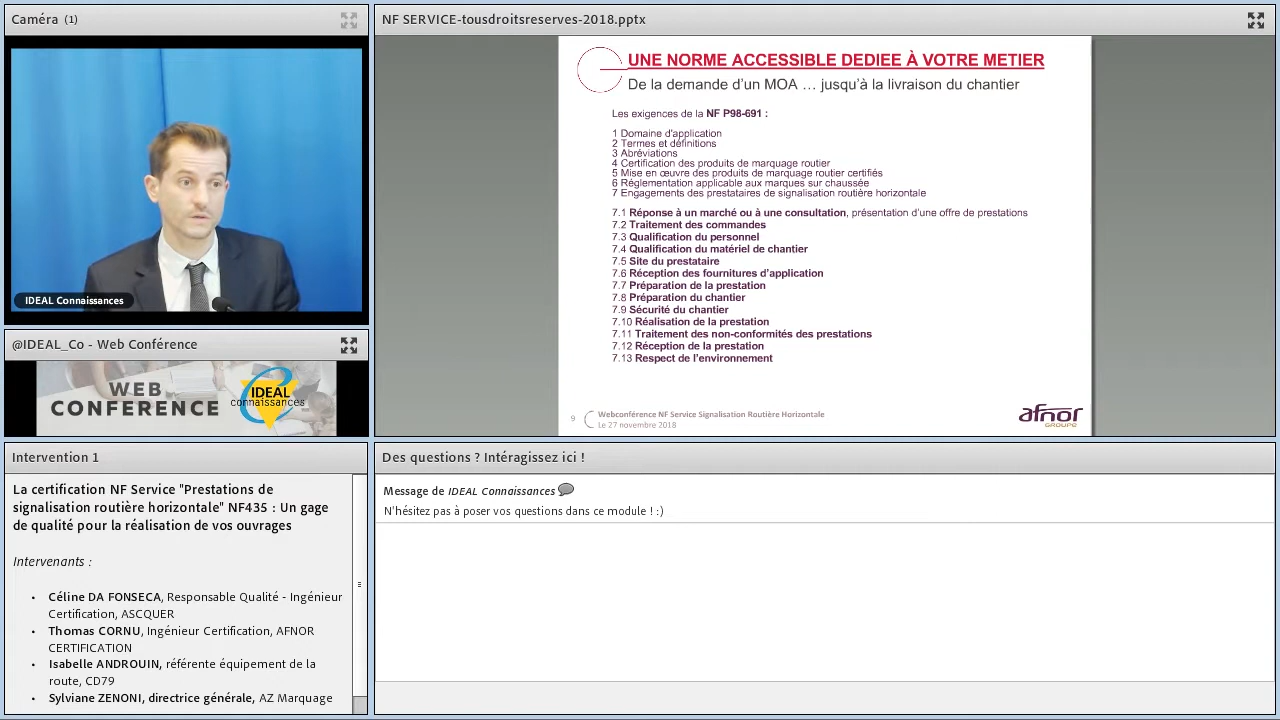 Caméra (1)
IDEAL Connaissances
@IDEAL_Co - Web Conférence
WEB
CONFERENCE
IDEAL
connaissances
Intervention 1
La certification NF Service "Prestations de
signalisation routière horizontale" NF435 : Un gage
de qualité pour la réalisation de vos ouvrages
Intervenants :
• Céline DA FONSECA, Responsable Qualité - Ingénieur
Certification, ASCQUER
• Thomas CORNU, Ingénieur Certification, AFNOR
CERTIFICATION
• Isabelle ANDROUIN, référente équipement de la
route, CD79
• Sylviane ZENONI, directrice générale, AZ Marquage
NF SERVICE-tousdroitsreserves-2018.pptx
UNE NORME ACCESSIBLE DEDIEE À VOTRE METIER
De la demande d'un MOA … jusqu'à la livraison du chantier
Les exigences de la NF P98-691 :
1 Domaine d'application
2 Termes et définitions
3 Abréviations
4 Certification des produits de marquage routier
5 Mise en œuvre des produits de marquage routier certifiés
6 Réglementation applicable aux marques sur chaussée
7 Engagements des prestataires de signalisation routière horizontale
7.1 Réponse à un marché ou à une consultation, présentation d'une offre de prestations
7.2 Traitement des commandes
7.3 Qualification du personnel
7.4 Qualification du matériel de chantier
7.5 Site du prestataire
7.6 Réception des fournitures d'application
7.7 Préparation de la prestation
7.8 Préparation du chantier
7.9 Sécurité du chantier
7.10 Réalisation de la prestation
7.11 Traitement des non-conformités des prestations
7.12 Réception de la prestation
7.13 Respect de l'environnement
9
Webconférence NF Service Signalisation Routière Horizontale
Le 27 novembre 2018
afnor
GROUPE
Des questions ? Intéragissez ici !
Message de IDEAL Connaissances
N'hésitez pas à poser vos questions dans ce module ! :)